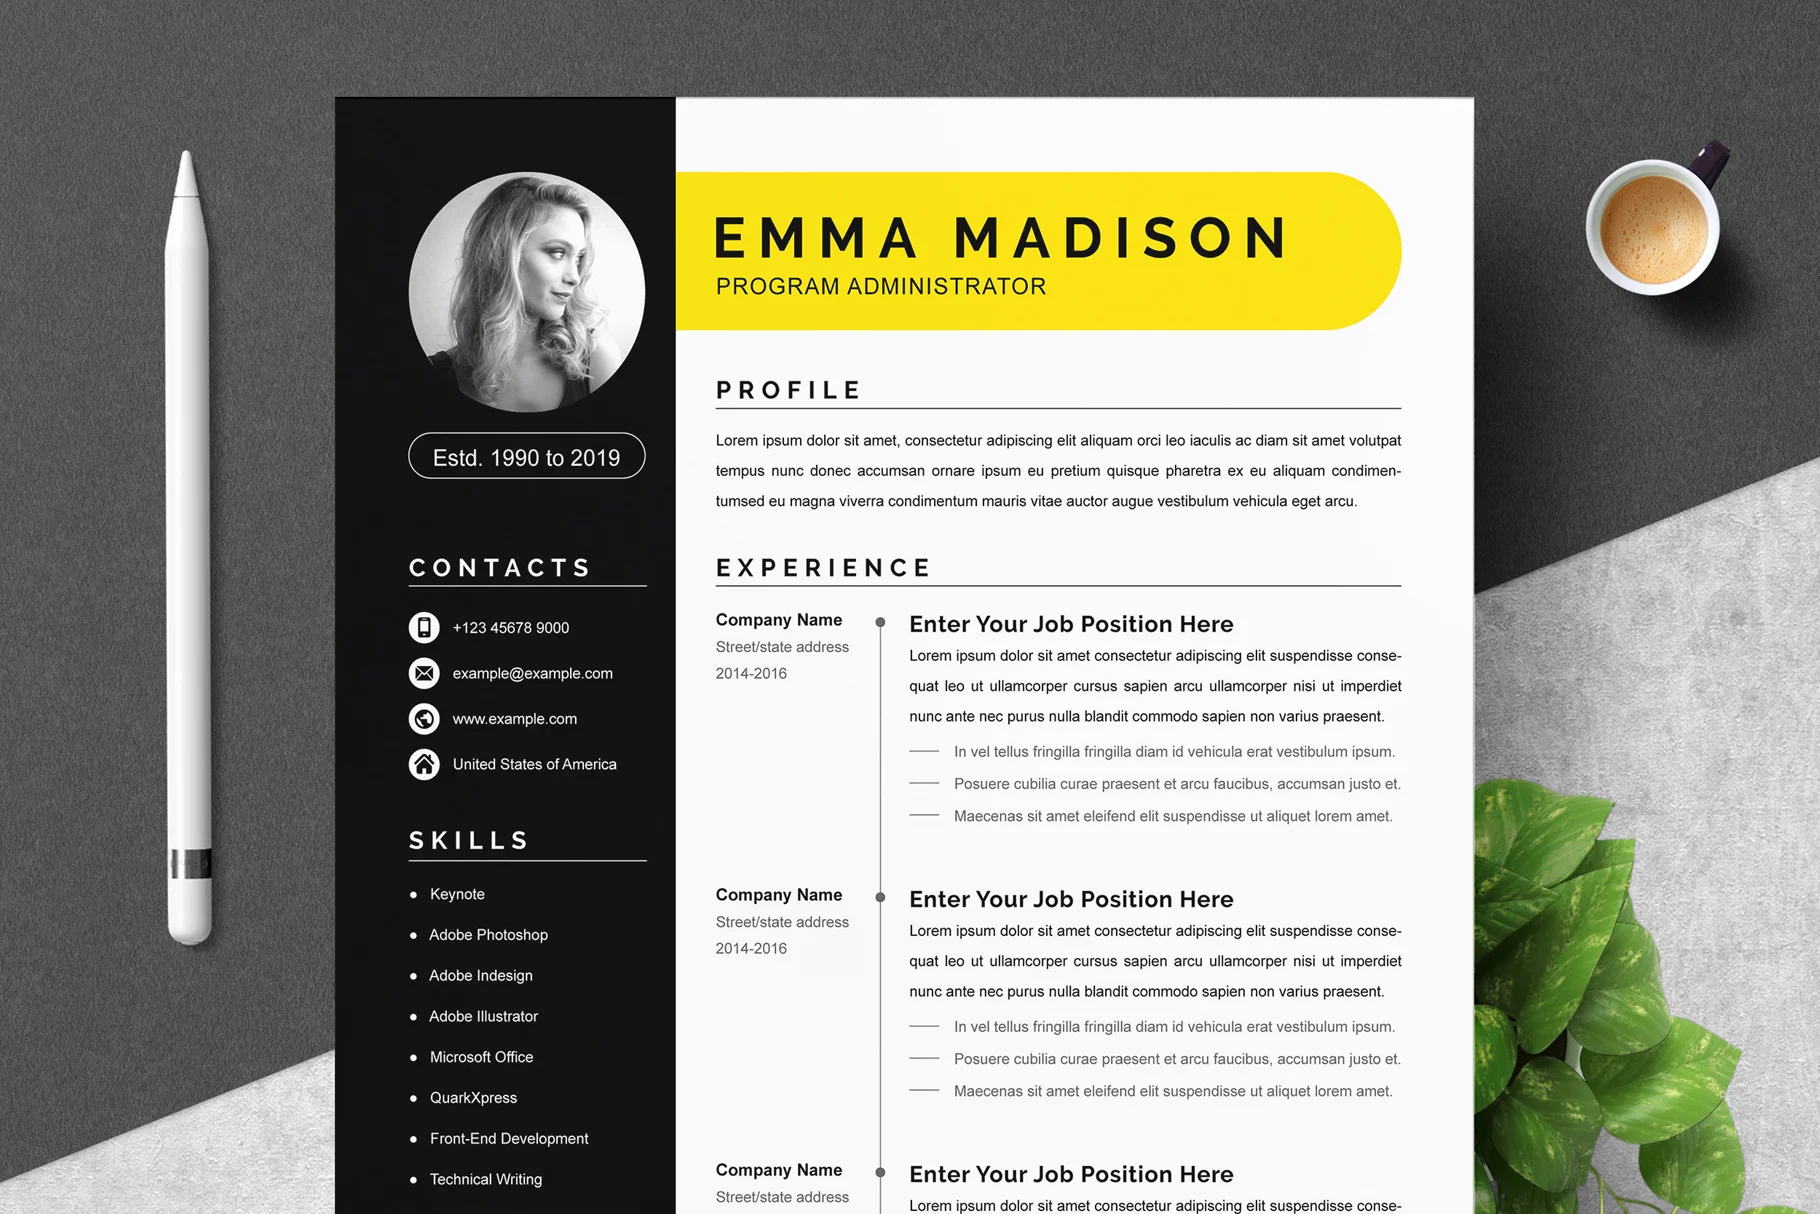 EMMA MADISON
PROGRAM ADMINISTRATOR
Estd. 1990 to 2019
CONTACTS
+123 45678 9000
example@example.com
www.example.com
United States of America
SKILLS
• Keynote
• Adobe Photoshop
• Adobe Indesign
• Adobe Illustrator
• Microsoft Office
• QuarkXpress
• Front-End Development
• Technical Writing
PROFILE
Lorem ipsum dolor sit amet, consectetur adipiscing elit aliquam orci leo iaculis ac diam sit amet volutpat
tempus nunc donec accumsan ornare ipsum eu pretium quisque pharetra ex eu aliquam condimen-
tumsed eu magna viverra condimentum mauris vitae auctor augue vestibulum vehicula eget arcu.
EXPERIENCE
Company Name
Street/state address
2014-2016
Enter Your Job Position Here
Lorem ipsum dolor sit amet consectetur adipiscing elit suspendisse conse-
quat leo ut ullamcorper cursus sapien arcu ullamcorper nisi ut imperdiet
nunc ante nec purus nulla blandit commodo sapien non varius praesent.
— In vel tellus fringilla fringilla diam id vehicula erat vestibulum ipsum.
— Posuere cubilia curae praesent et arcu faucibus, accumsan justo et.
— Maecenas sit amet eleifend elit suspendisse ut aliquet lorem amet.
Company Name
Street/state address
2014-2016
Enter Your Job Position Here
Lorem ipsum dolor sit amet consectetur adipiscing elit suspendisse conse-
quat leo ut ullamcorper cursus sapien arcu ullamcorper nisi ut imperdiet
nunc ante nec purus nulla blandit commodo sapien non varius praesent.
— In vel tellus fringilla fringilla diam id vehicula erat vestibulum ipsum.
— Posuere cubilia curae praesent et arcu faucibus, accumsan justo et.
— Maecenas sit amet eleifend elit suspendisse ut aliquet lorem amet.
Company Name
Street/state address
Enter Your Job Position Here
Lorem ipsum dolor sit amet consectetur adipiscing elit suspendisse conse-